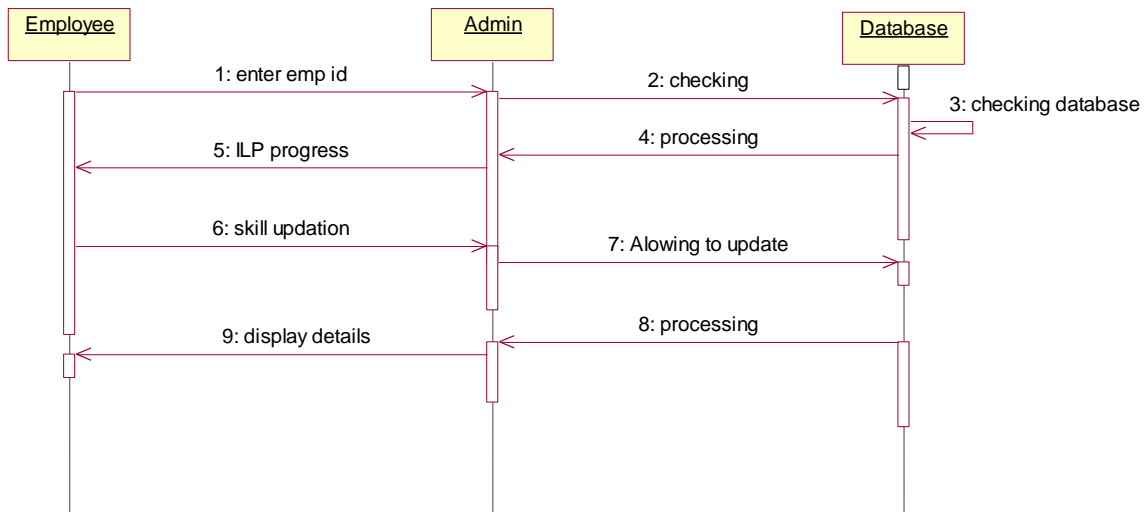 Employee
Admin
Database
1: enter emp id
2: checking
3: checking database
4: processing
5: ILP progress
6: skill updation
7: Alowing to update
8: processing
9: display details